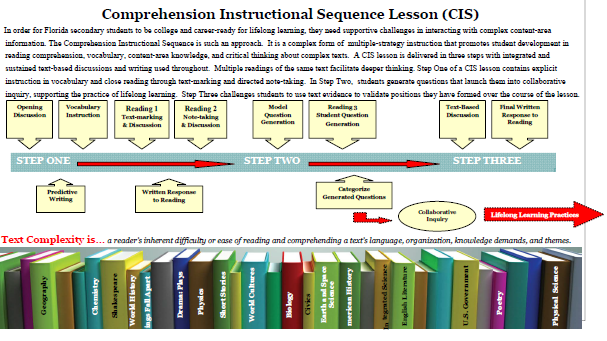 Comprehension Instructional Sequence Lesson (CIS)
In order for Florida secondary students to be college and career-ready for lifelong learning, they need supportive challenges in interacting with complex content-area
information. The Comprehension Instructional Sequence is such an approach. It is a complex form of multiple-strategy instruction that promotes student development in
reading comprehension, vocabulary, content-area knowledge, and critical thinking about complex texts. A CIS lesson is delivered in three steps with integrated and
sustained text-based discussions and writing used throughout. Multiple readings of the same text facilitate deeper thinking. Step One of a CIS lesson contains explicit
instruction in vocabulary and close reading through text-marking and directed note-taking. In Step Two, students generate questions that launch them into collaborative
inquiry, supporting the practice of lifelong learning. Step Three challenges students to use text evidence to validate positions they have formed over the course of the lesson.
Opening
Discussion
Vocabulary
Instruction
Reading 1
Text-marking
& Discussion
Reading 2
Note-taking
& Discussion
Model
Question
Generation
Reading 3
Student Question
Generation
Text-Based
Discussion
Final Written
Response to
Reading
STEP ONE
STEP TWO
STEP THREE
Predictive
Writing
Written Response
to Reading
Categorize
Generated Questions
Collaborative
Inquiry
Lifelong Learning Practices
Text Complexity is... a reader's inherent difficulty or ease of reading and comprehending a text's language, organization, knowledge demands, and themes.
Geography
Chemistry
Shakespeare
World History
ings Fall Apart
Drama: Plays
Physics
Short Stories
World Cultures
Biology
Civics
Earth and Space
Science
merican History
Integrated Science
English Literature
U.S. Government
Poetry
Physical Science